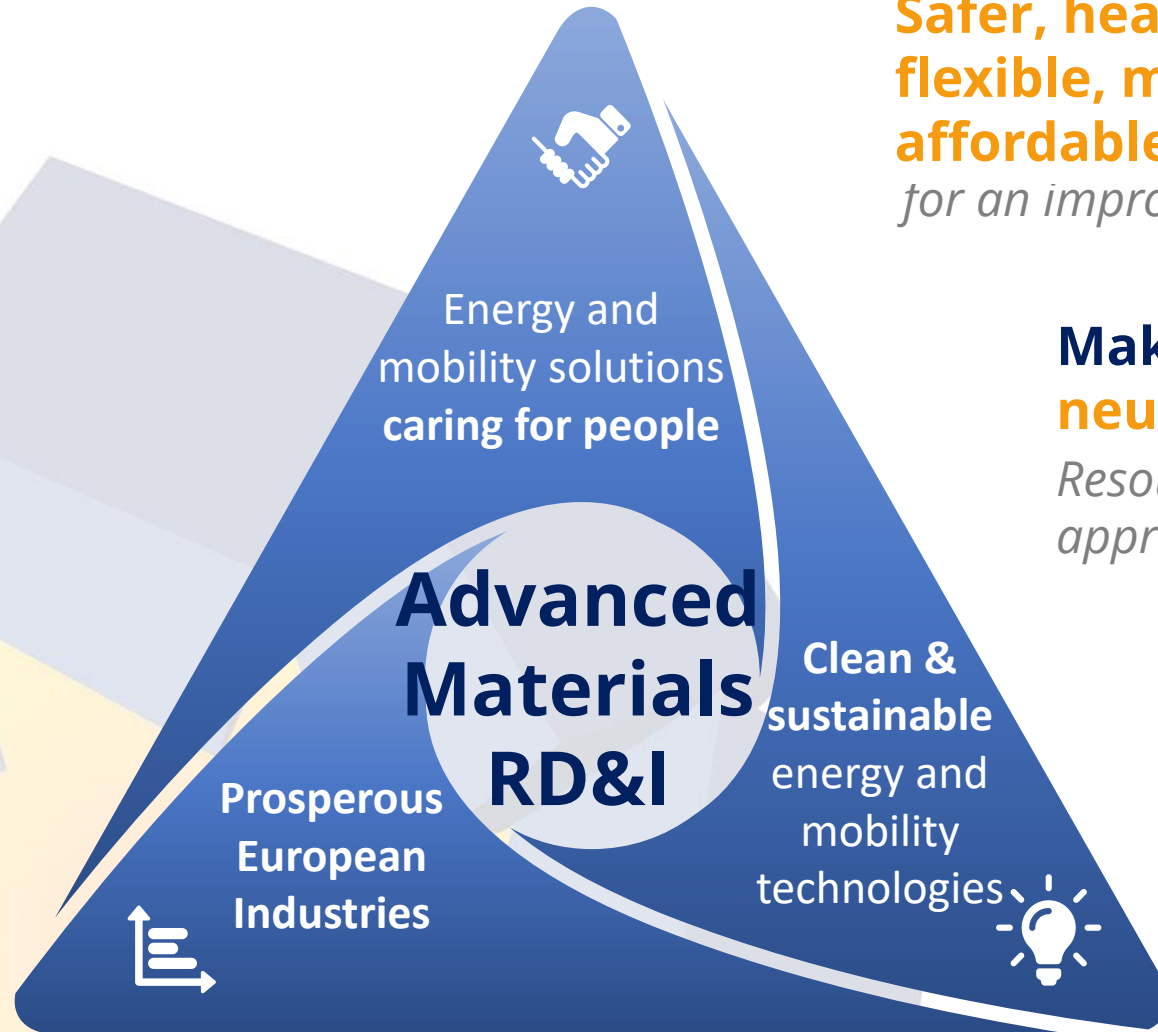 Safer, hea
flexible, m
affordable
for an impro
Energy and
mobility solutions
caring for people
Mak
neu
Resou
appr
Advanced
Materials
RD&I
Clean &
sustainable
energy and
mobility
technologies
Prosperous
European
Industries